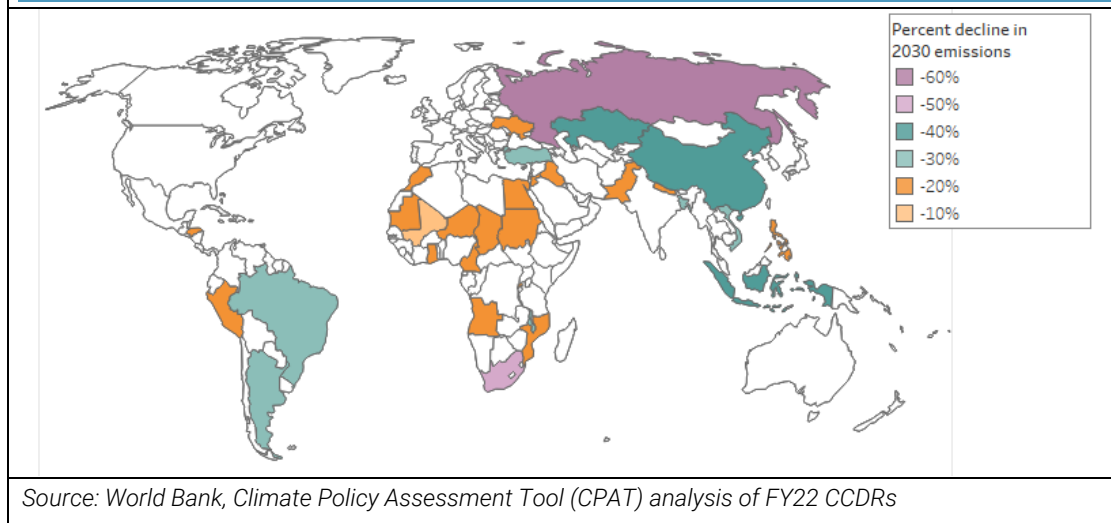 Percent decline in
2030 emissions
-60%
-50%
-40%
-30%
-20%
-10%
Source: World Bank, Climate Policy Assessment Tool (CPAT) analysis of FY22 CCDRs